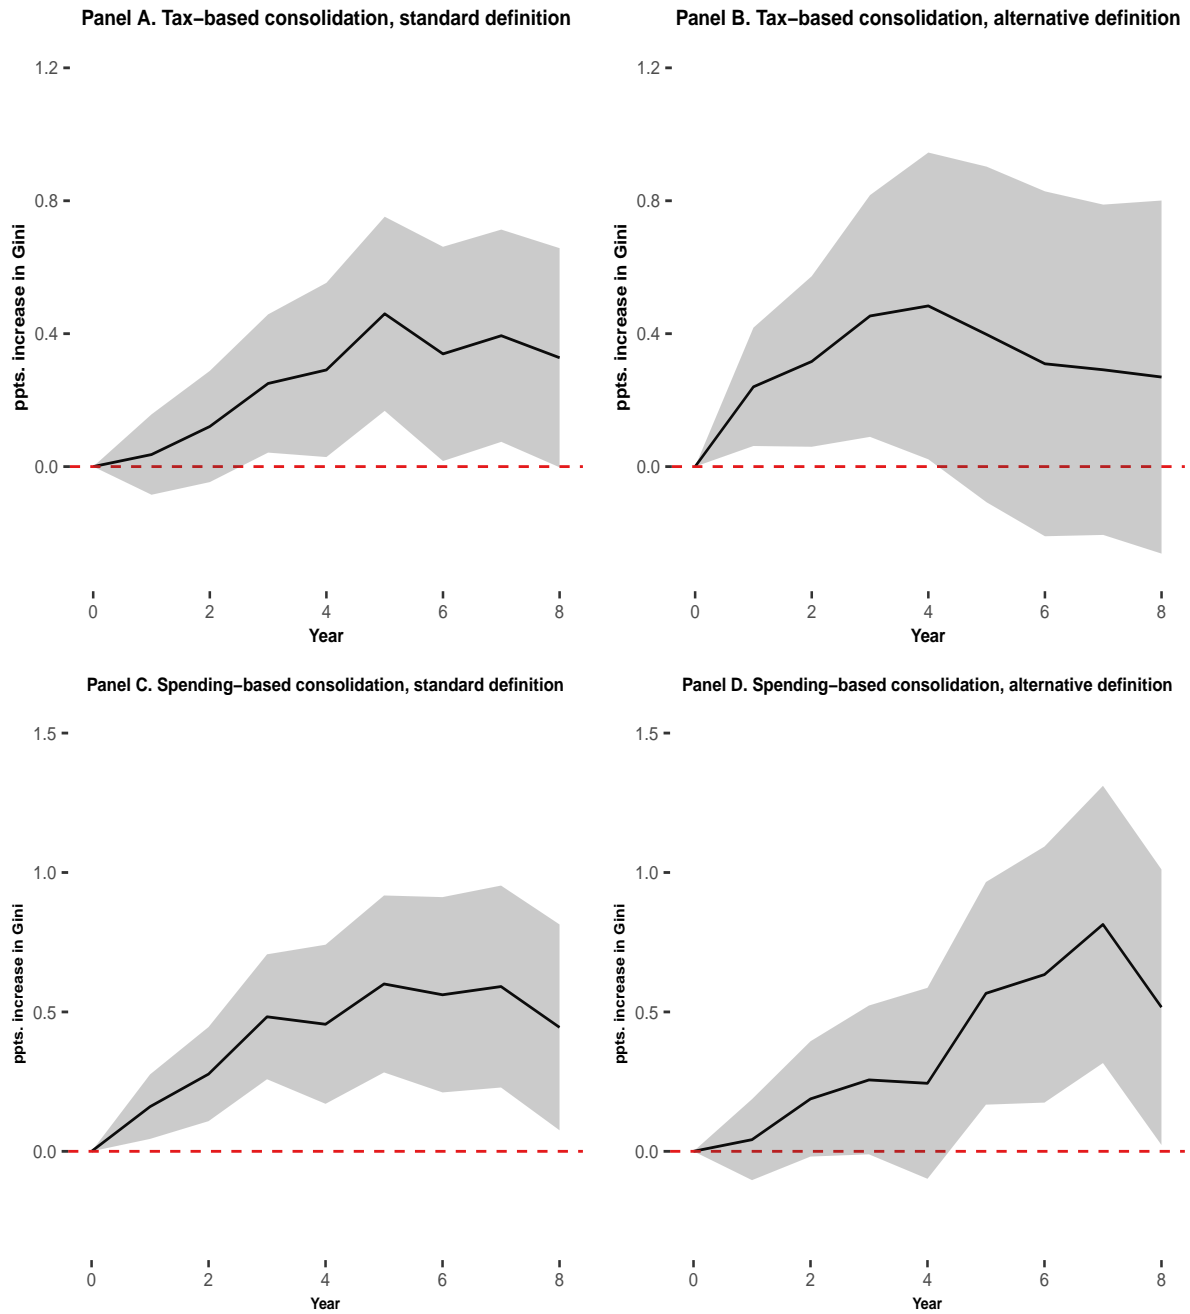 Panel A. Tax−based consolidation, standard definition
ppts. increase in Gini
1.2
0.8
0.4
0.0
0 2 4 6 8
Year
Panel B. Tax−based consolidation, alternative definition
ppts. increase in Gini
1.2
0.8
0.4
0.0
0 2 4 6 8
Year
Panel C. Spending−based consolidation, standard definition
ppts. increase in Gini
1.5
1.0
0.5
0.0
0 2 4 6 8
Year
Panel D. Spending−based consolidation, alternative definition
ppts. increase in Gini
1.5
1.0
0.5
0.0
0 2 4 6 8
Year